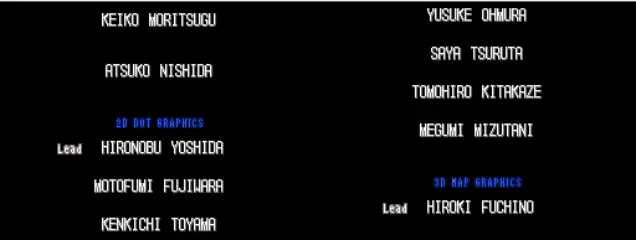 KEIKO MORITSUGU
ATSUKO NISHIDA
2D DOT GRAPHICS
Lead HIRONOBU YOSHIDA
MOTOFUMI FUJIWARA
KENKICHI TOYAMA
YUSUKE OHMURA
SAYA TSURUTA
TOMOHIRO KITAKAZE
MEGUMI MIZUTANI
3D MAP GRAPHICS
Lead HIROKI FUCHINO